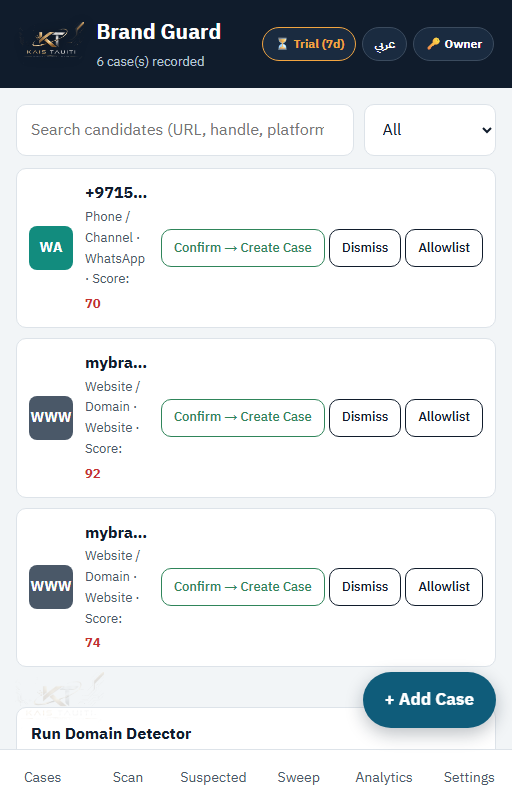 KT
KAIS TAUITI
Brand Guard
6 case(s) recorded
⏳ Trial (7d)
عربي
🔑 Owner
Search candidates (URL, handle, platform
All
WA
+9715...
Phone /
Channel ·
WhatsApp
· Score:
70
Confirm → Create Case
Dismiss
Allowlist
WWW
mybra...
Website /
Domain ·
Website ·
Score:
92
Confirm → Create Case
Dismiss
Allowlist
WWW
mybra...
Website /
Domain ·
Website ·
Score:
74
Confirm → Create Case
Dismiss
Allowlist
+ Add Case
Run Domain Detector
Cases
Scan
Suspected
Sweep
Analytics
Settings